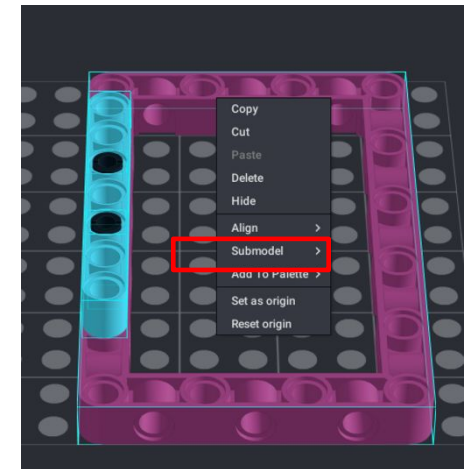 Copy
Cut
Paste
Delete
Hide
Align
Submodel
Add To Palette
Set as origin
Reset origin